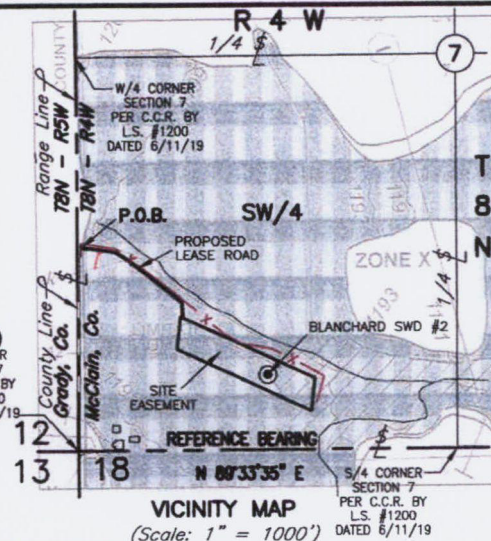 R 4 W
1/4
7
COUNTY
W/4 CORNER
SECTION 7
PER C.C.R. BY
L.S. #1200
DATED 6/11/19
Range Line
T8N - R5W
T8N - R4W
T
8
N
P.O.B.
SW/4
PROPOSED
LEASE ROAD
ZONE X
1/4
1193
BLANCHARD SWD #2
County Line
Grady, Co.
McClain, Co.
SITE
EASEMENT
12
13
18
REFERENCE BEARING
N 89°33'35" E
S/4 CORNER
SECTION 7
PER C.C.R. BY
L.S. #1200
DATED 6/11/19
VICINITY MAP
(Scale: 1" = 1000')